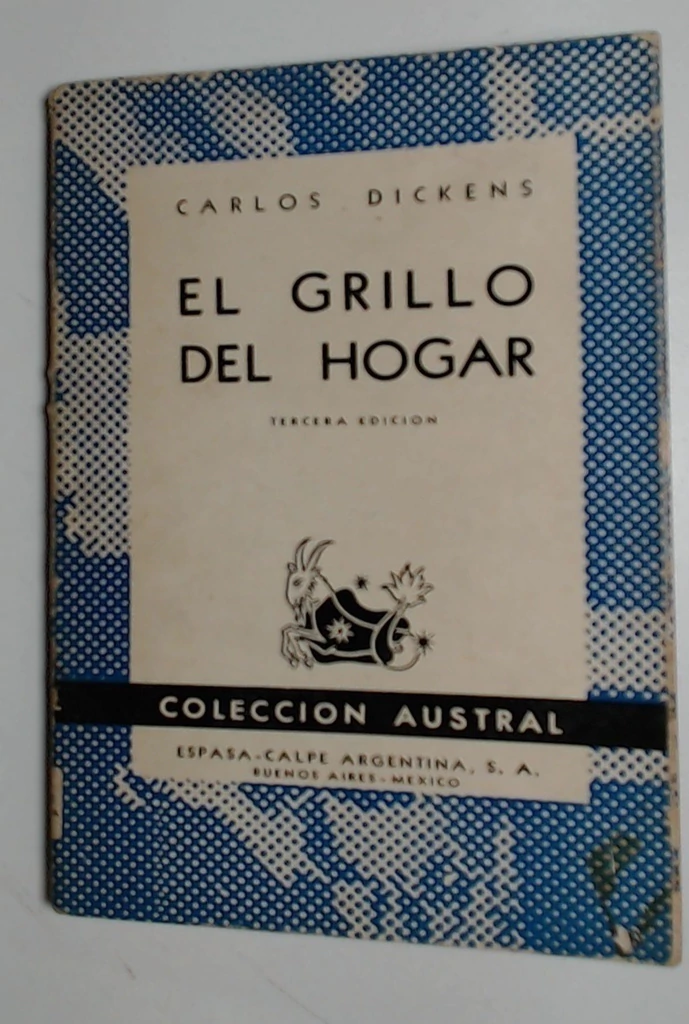 CARLOS DICKENS
EL GRILLO
DEL HOGAR
TERCERA EDICION
COLECCION AUSTRAL
ESPASA-CALPE ARGENTINA, S. A.
BUENOS AIRES - MEXICO